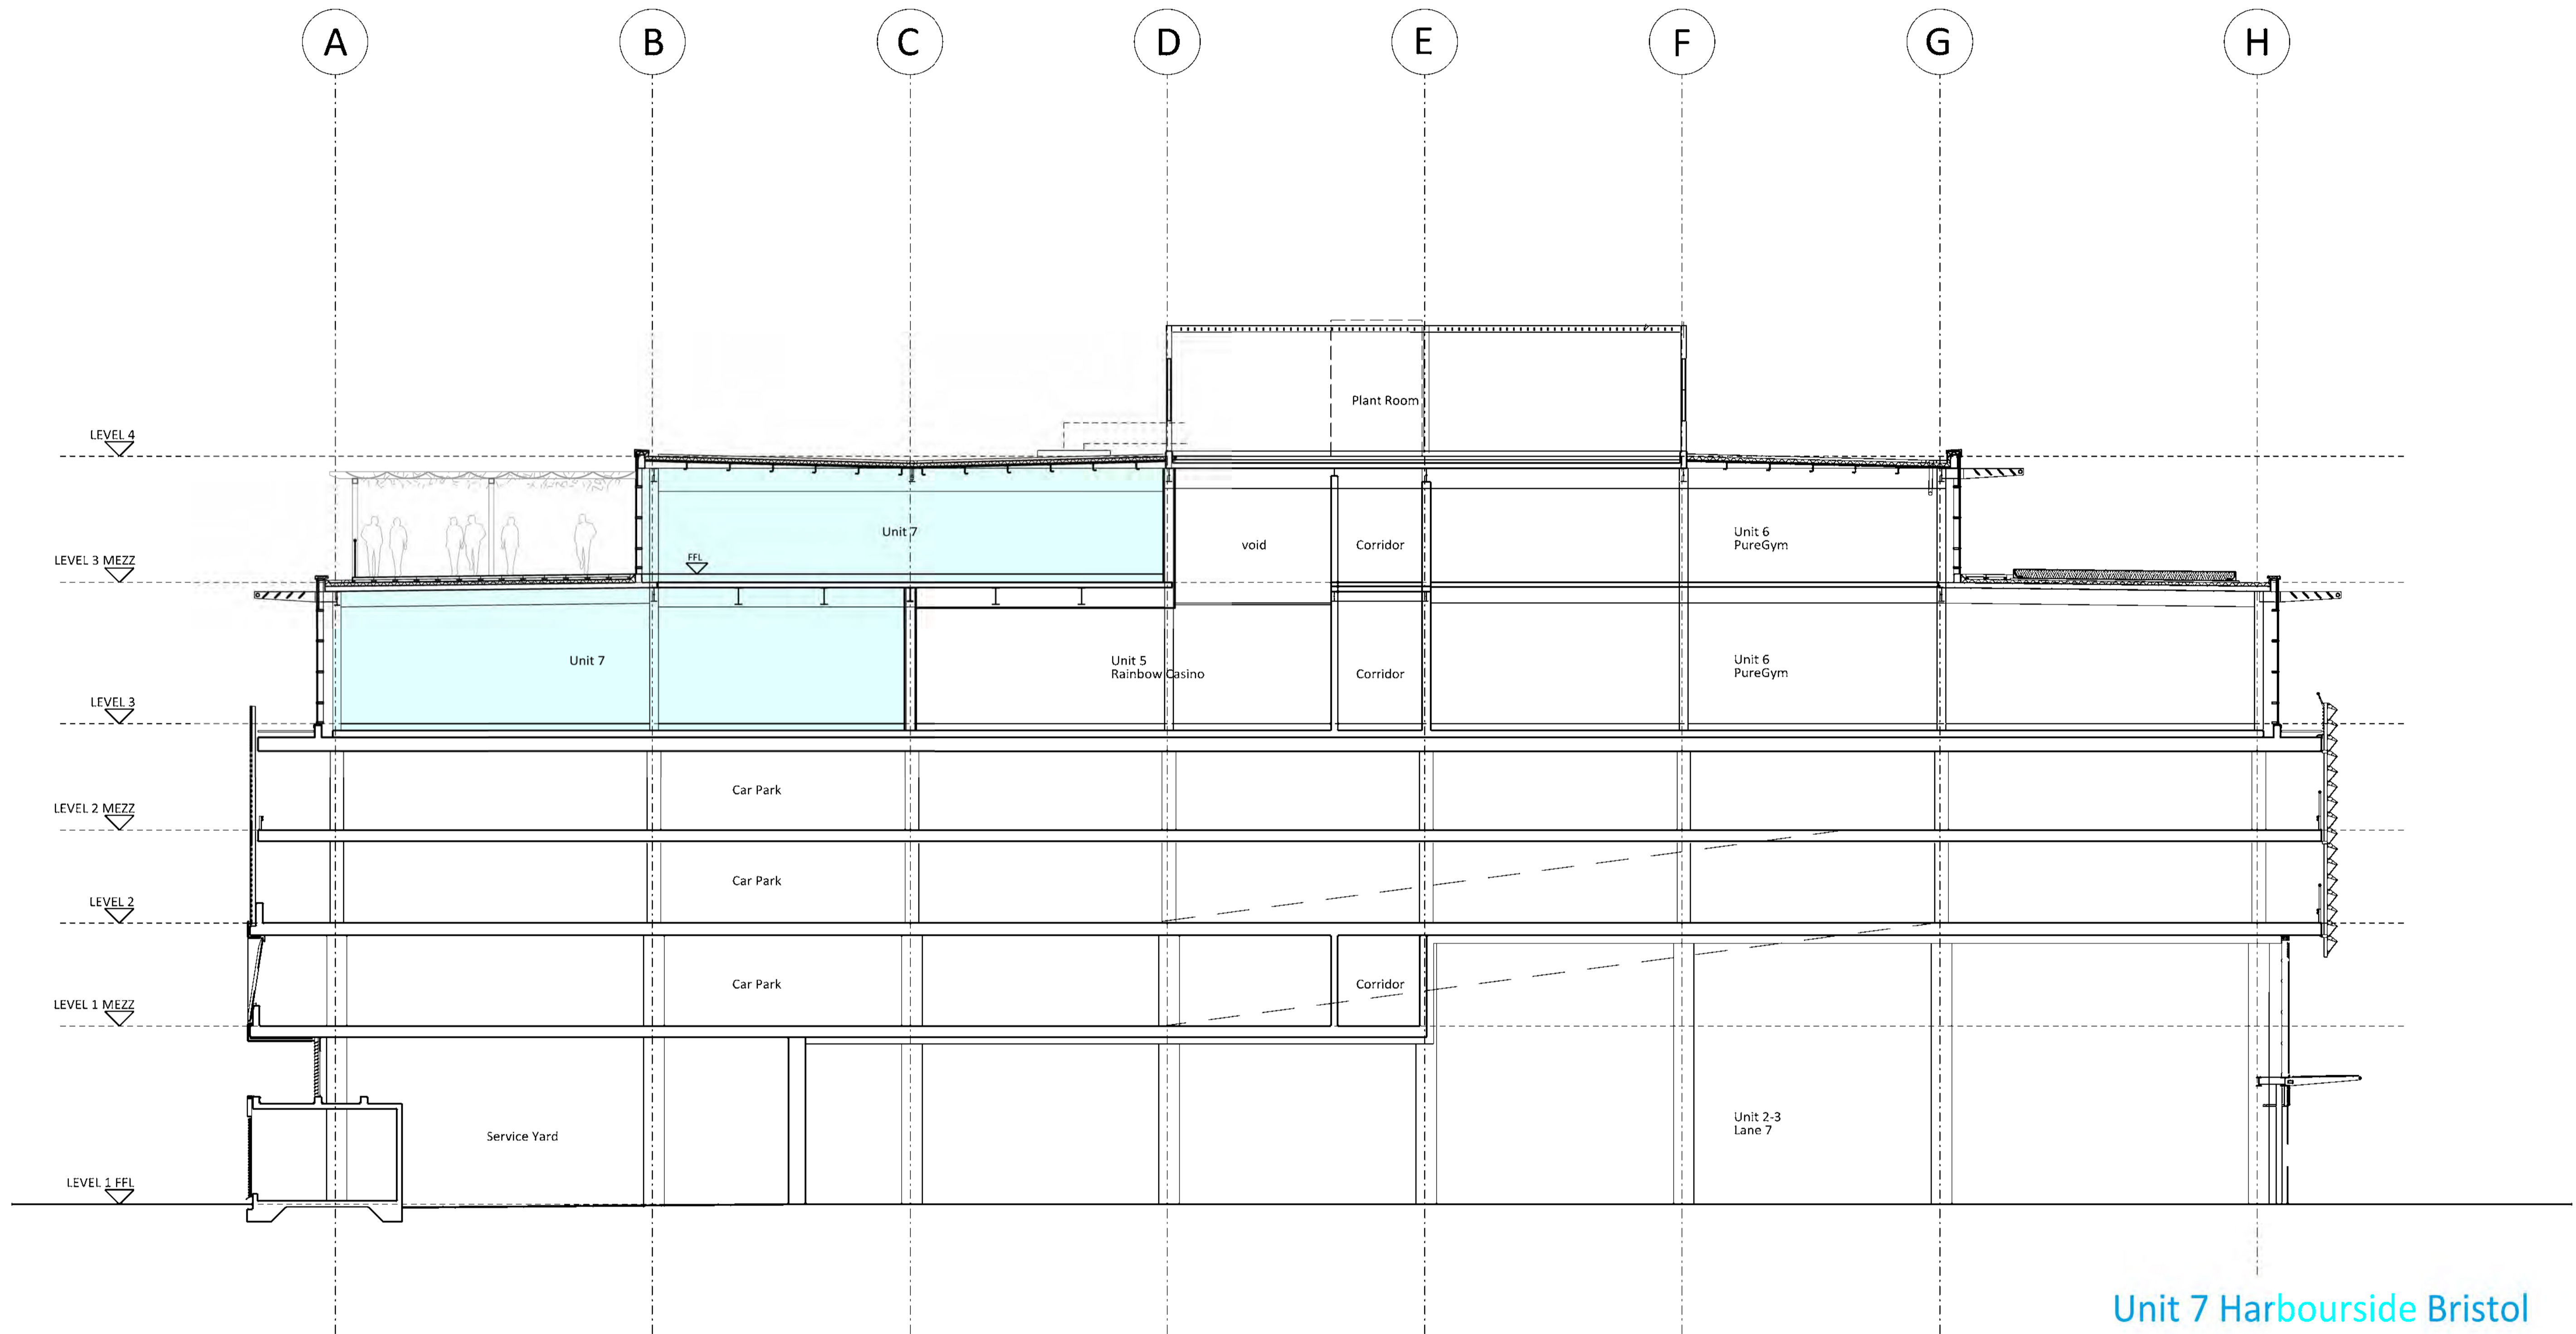 A B C D E F G H
Plant Room
LEVEL 4
Unit 7
void
Corridor
Unit 6
PureGym
FFL
LEVEL 3 MEZZ
Unit 7
Unit 5
Rainbow Casino
Corridor
Unit 6
PureGym
LEVEL 3
Car Park
LEVEL 2 MEZZ
Car Park
LEVEL 2
Car Park
Corridor
LEVEL 1 MEZZ
Unit 2-3
Lane 7
Service Yard
LEVEL 1 FFL
Unit 7 Harbourside Bristol